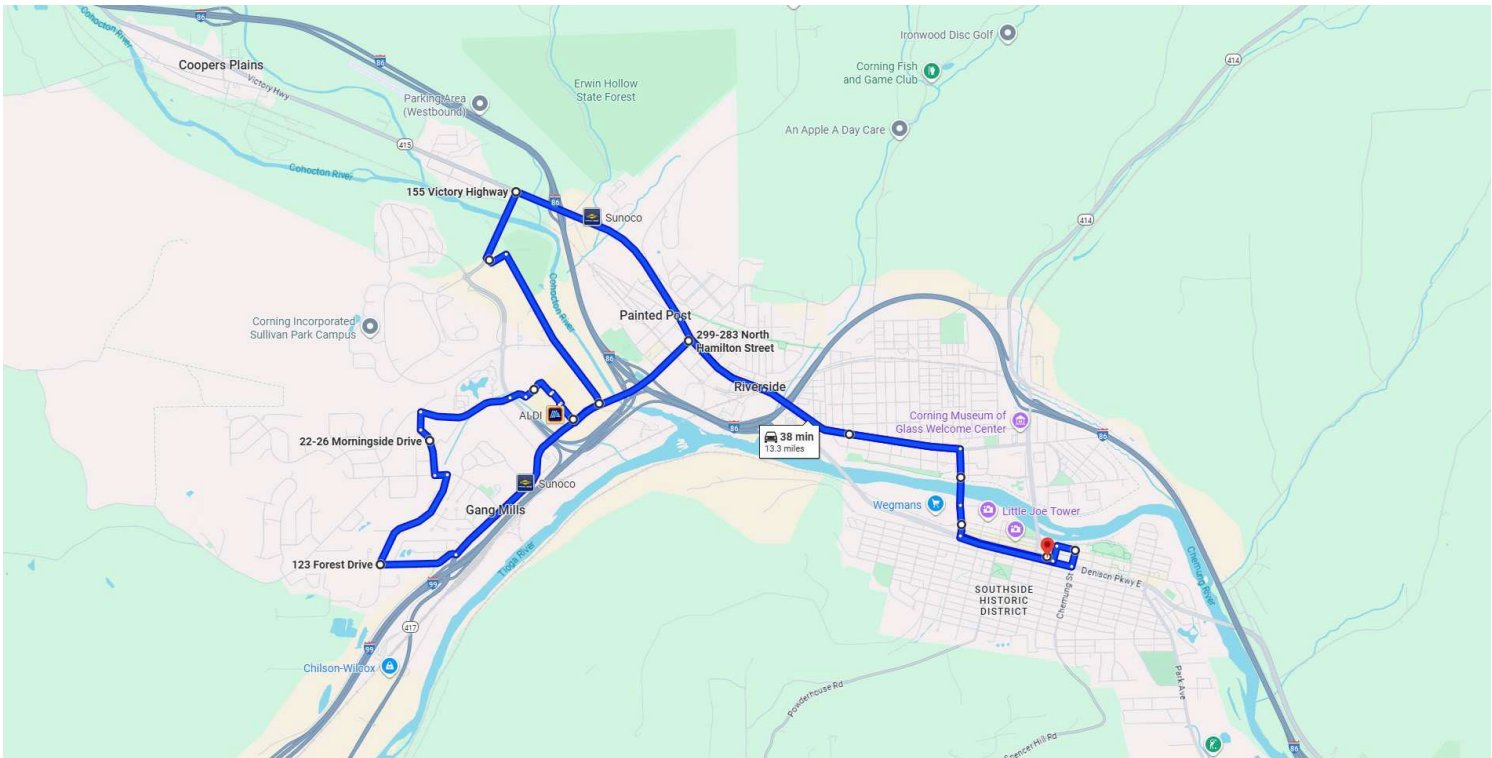 86
Cohocton River
Coopers Plains
Victory Hwy
86
Parking Area
(Westbound)
415
Cohocton River
Erwin Hollow
State Forest
Ironwood Disc Golf
Corning Fish
and Game Club
An Apple A Day Care
414
414
155 Victory Highway
86
Sunoco
Cohocton River
Painted Post
299-283 North
Hamilton Street
Corning Incorporated
Sullivan Park Campus
86
Riverside
ALDI
Corning Museum of
Glass Welcome Center
86
86
38 min
13.3 miles
22-26 Morningside Drive
Sunoco
Gang Mills
Wegmans
Little Joe Tower
Tioga River
123 Forest Drive
99
Denison Pkwy E
Chemung River
SOUTHSIDE
HISTORIC
DISTRICT
Chemung St
417
99
Chilson-Wilcox
Park Ave
Powderhouse Rd
Spencer Hill Rd
86